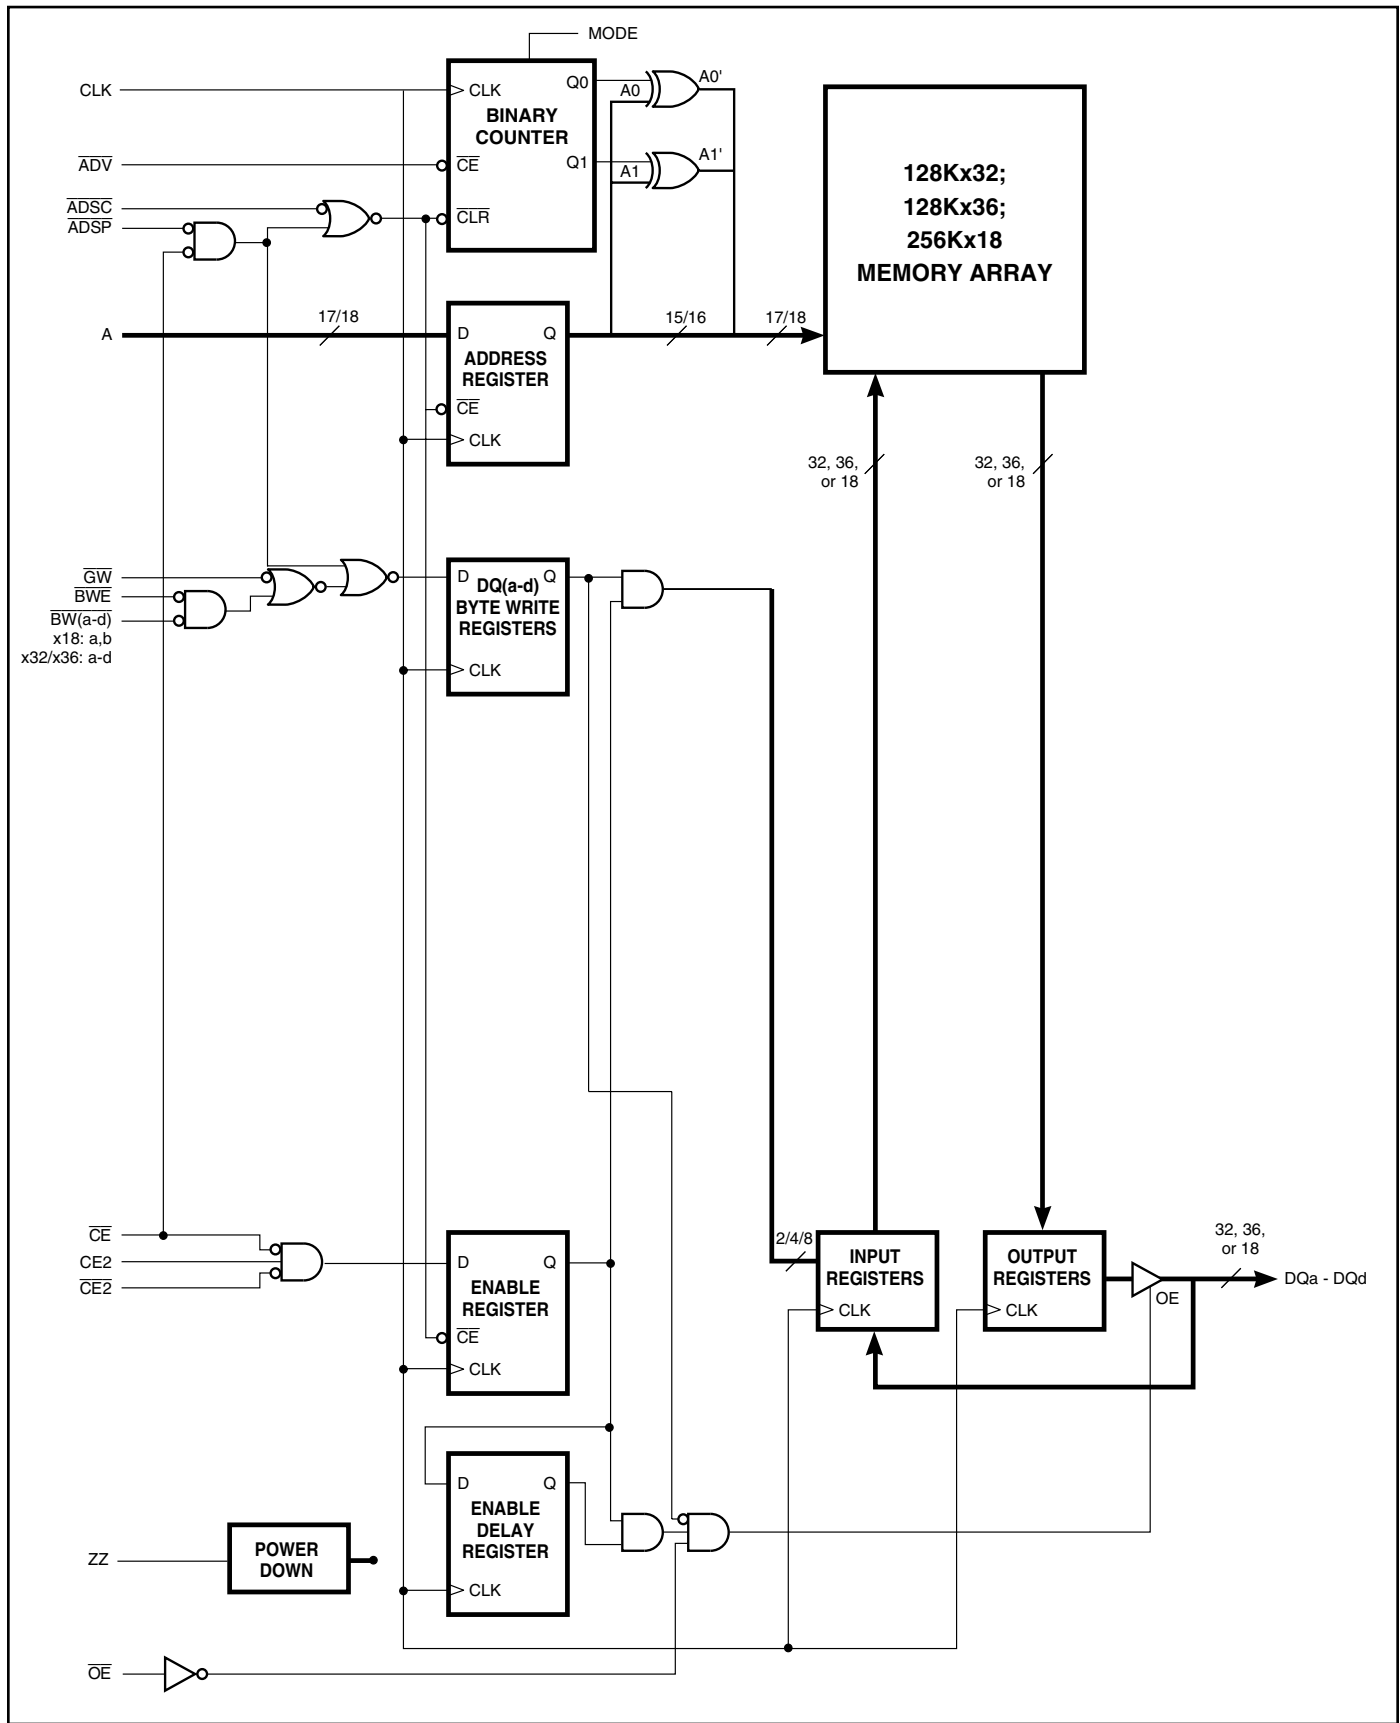 MODE
CLK
CLK
Q0
A0
A0'
BINARY
COUNTER
ADV
CE
Q1
A1
A1'
ADSC
ADSP
CLR
128Kx32;
128Kx36;
256Kx18
MEMORY ARRAY
A
17/18
D
Q
15/16
17/18
ADDRESS
REGISTER
CE
CLK
32, 36,
or 18
32, 36,
or 18
GW
BWE
BW(a-d)
x18: a,b
x32/x36: a-d
D
Q
DQ(a-d)
BYTE WRITE
REGISTERS
CLK
CE
CE2
CE2
D
Q
ENABLE
REGISTER
CE
CLK
2/4/8
INPUT
REGISTERS
CLK
OUTPUT
REGISTERS
CLK
OE
32, 36,
or 18
DQa - DQd
D
Q
ENABLE
DELAY
REGISTER
CLK
ZZ
POWER
DOWN
OE